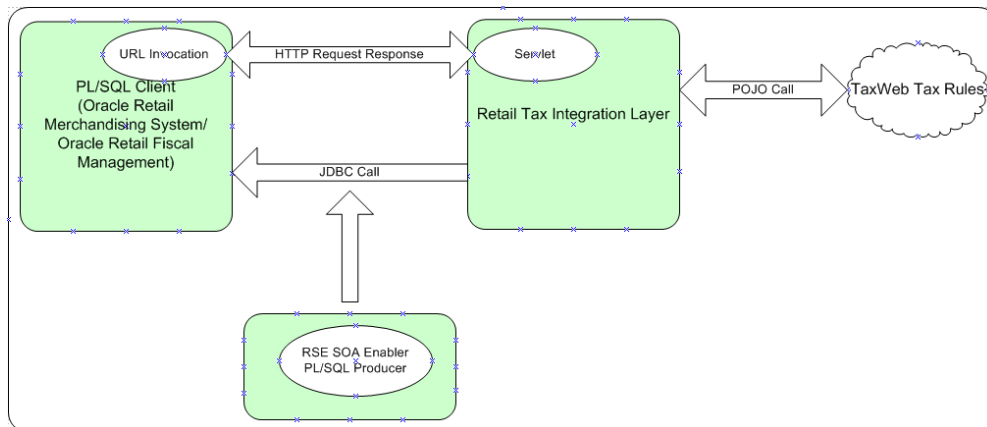 URL Invocation
HTTP Request Response
Servlet
PL/SQL Client
(Oracle Retail
Merchandising System/
Oracle Retail Fiscal
Management)
Retail Tax Integration Layer
POJO Call
TaxWeb Tax Rules
JDBC Call
RSE SOA Enabler
PL/SQL Producer